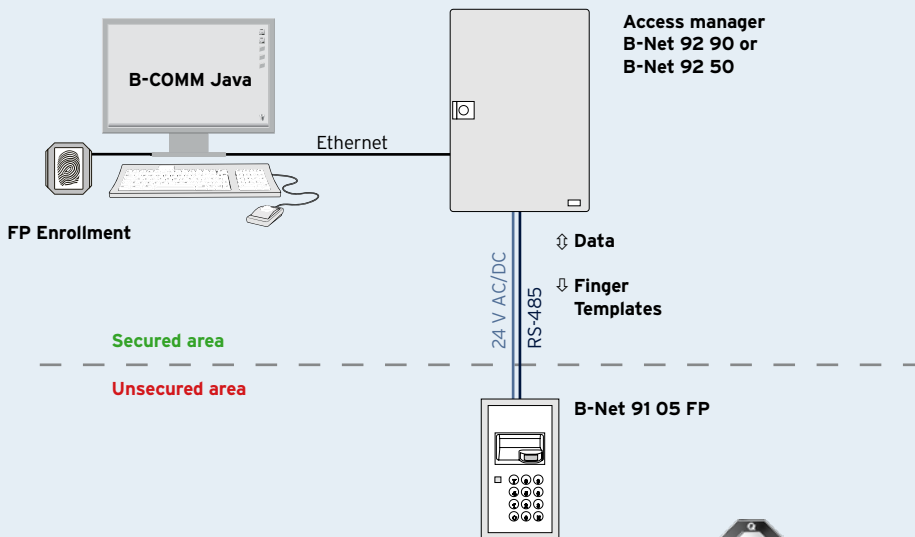 Access manager
B-Net 92 90 or
B-Net 92 50
B-COMM Java
Ethernet
FP Enrollment
Data
Finger
Templates
24 V AC/DC
RS-485
Secured area
Unsecured area
B-Net 91 05 FP